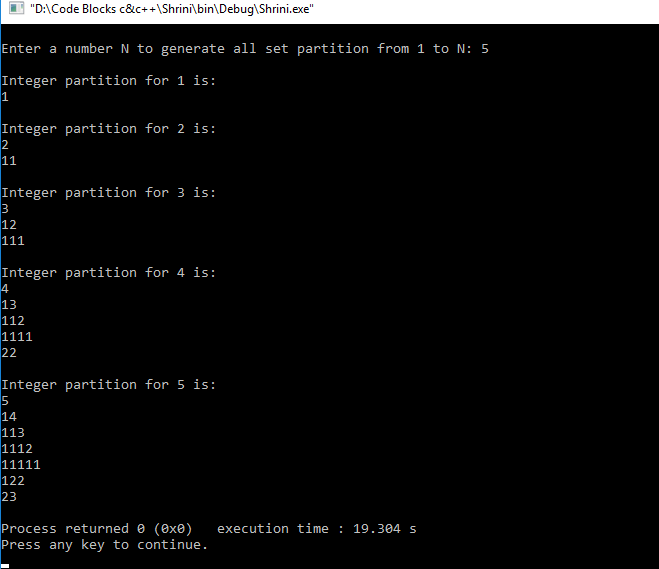 "D:\Code Blocks c&c++\Shrini\bin\Debug\Shrini.exe"
Enter a number N to generate all set partition from 1 to N: 5
Integer partition for 1 is:
1
Integer partition for 2 is:
2
11
Integer partition for 3 is:
3
12
111
Integer partition for 4 is:
4
13
112
1111
22
Integer partition for 5 is:
5
14
113
1112
11111
122
23
Process returned 0 (0x0)   execution time : 19.304 s
Press any key to continue.